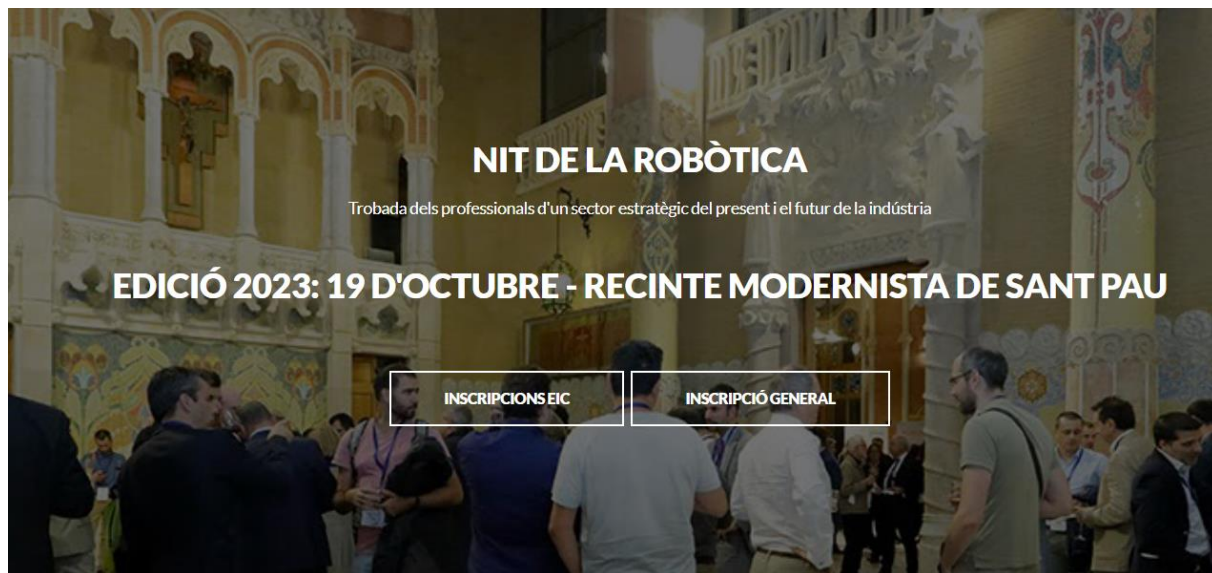 NIT DE LA ROBÒTICA
Trobada dels professionals d'un sector estratègic del present i el futur de la indústria
EDICIÓ 2023: 19 D'OCTUBRE - RECINTE MODERNISTA DE SANT PAU
INSCRIPCIONS EIC
INSCRIPCIÓ GENERAL